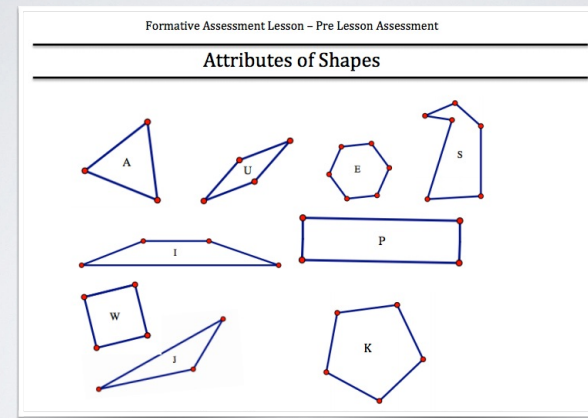 Formative Assessment Lesson – Pre Lesson Assessment
Attributes of Shapes
A
U
E
S
I
P
W
J
K